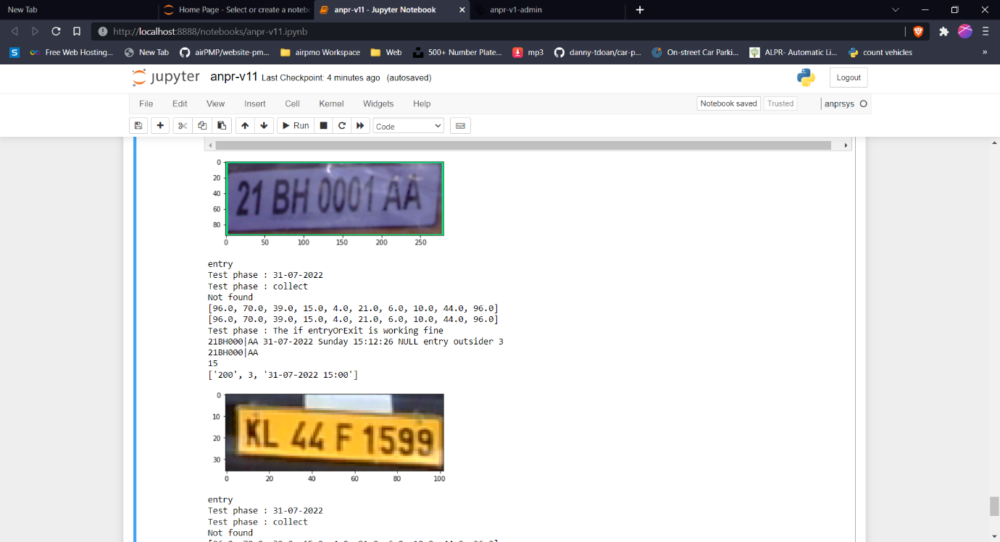 New Tab
Home Page - Select or create a noteb
anpr-v11 - Jupyter Notebook
anpr-v1-admin
http://localhost:8888/notebooks/anpr-v11.ipynb
Free Web Hosting...
New Tab
airPMP/website-pm...
airpmo Workspace
Web
500+ Number Plate...
mp3
danny-tdoan/car-p...
On-street Car Parki...
ALPR- Automatic Li...
count vehicles
»
jupyter anpr-v11 Last Checkpoint: 4 minutes ago (autosaved)
Logout
File Edit View Insert Cell Kernel Widgets Help
Notebook saved Trusted anprsys
Run Code
0
20
40
60
80
21 BH 0001 AA
0 50 100 150 200 250
entry
Test phase : 31-07-2022
Test phase : collect
Not found
[96.0, 70.0, 39.0, 15.0, 4.0, 21.0, 6.0, 10.0, 44.0, 96.0]
[96.0, 70.0, 39.0, 15.0, 4.0, 21.0, 6.0, 10.0, 44.0, 96.0]
Test phase : The if entryOrExit is working fine
21BH000|AA 31-07-2022 Sunday 15:12:26 NULL entry outsider 3
21BH000|AA
15
['200', 3, '31-07-2022 15:00']
0
10
20
30
KL 44 F 1599
0 20 40 60 80 100
entry
Test phase : 31-07-2022
Test phase : collect
Not found